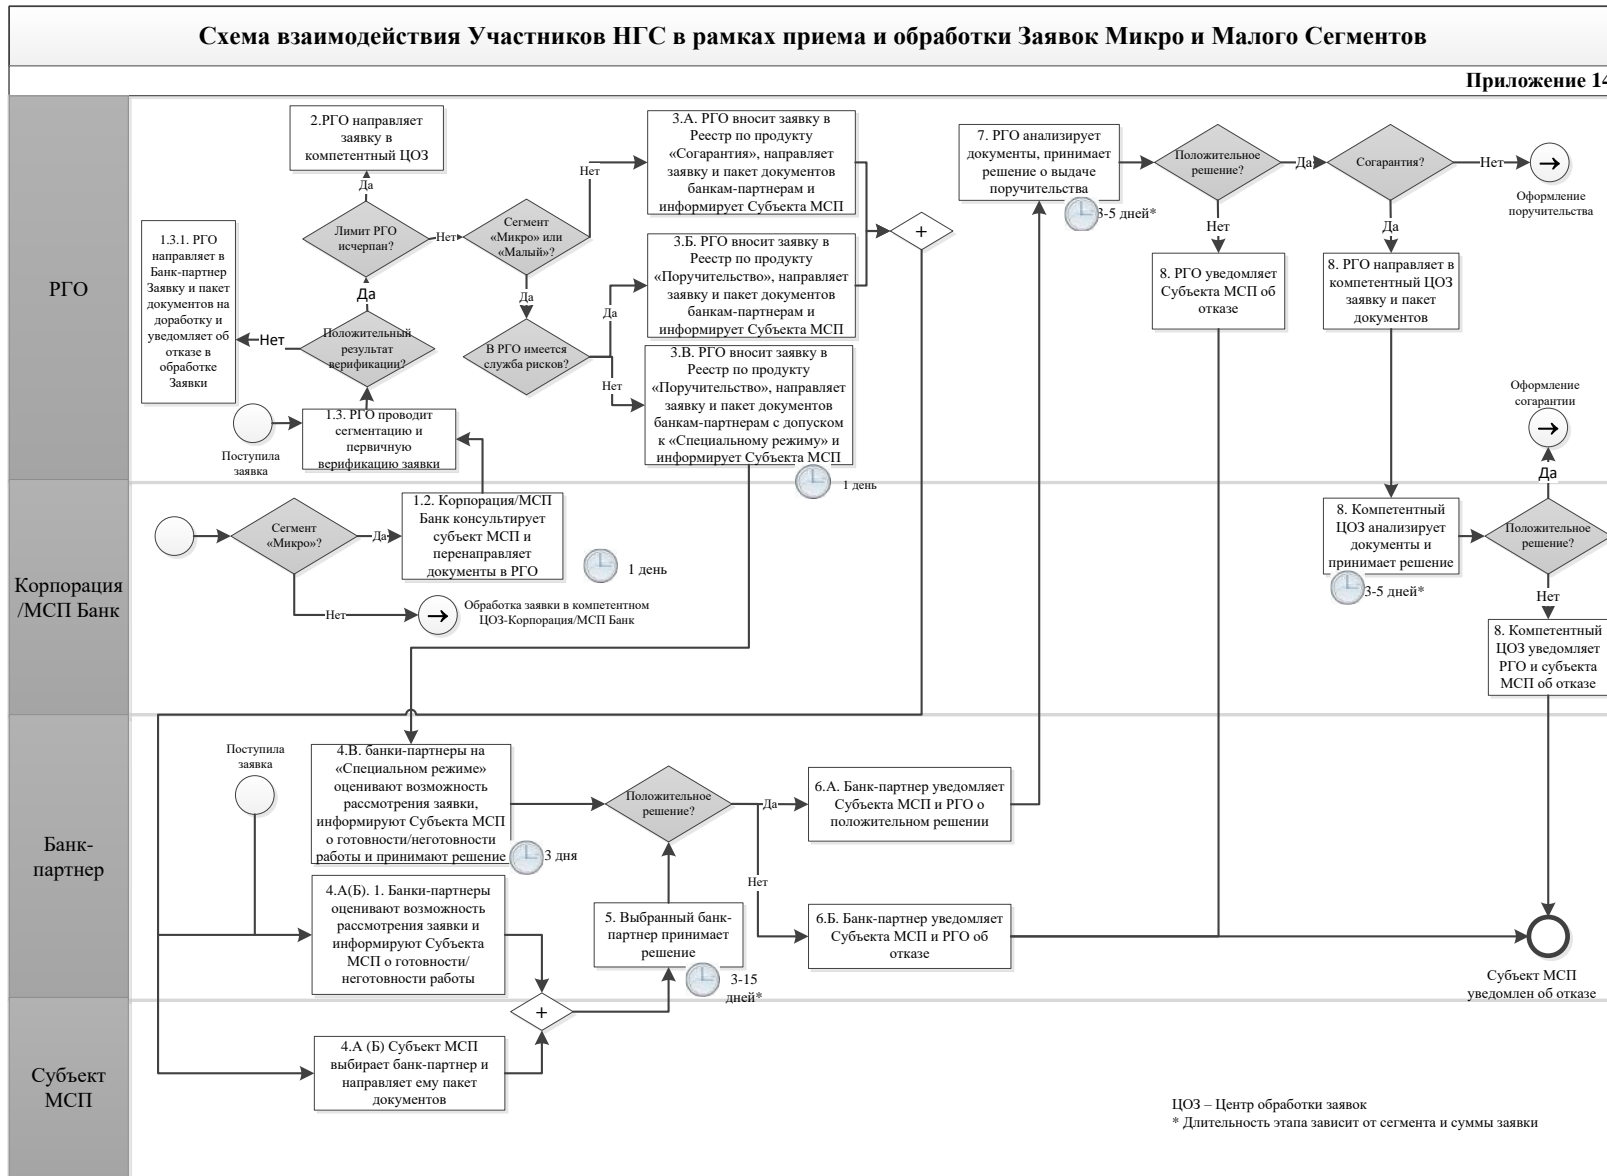 Схема взаимодействия Участников НГС в рамках приема и обработки Заявок Микро и Малого Сегментов
Приложение 14
РГО
2.РГО направляет
заявку в
компетентный ЦОЗ
Да
Лимит РГО
исчерпан?
Нет
Да
1.3.1. РГО
направляет в
Банк-партнер
Заявку и пакет
документов на
доработку и
уведомляет об
отказе в
обработке
Заявки
Нет
Положительный
результат
верификации?
Поступила
заявка
1.3. РГО проводит
сегментацию и
первичную
верификацию заявки
Сегмент
«Микро» или
«Малый»?
Нет
Да
В РГО имеется
служба рисков?
Да
Нет
3.А. РГО вносит заявку в
Реестр по продукту
«Согарантия», направляет
заявку и пакет документов
банкам-партнерам и
информирует Субъекта МСП
3.Б. РГО вносит заявку в
Реестр по продукту
«Поручительство», направляет
заявку и пакет документов
банкам-партнерам и
информирует Субъекта МСП
3.В. РГО вносит заявку в
Реестр по продукту
«Поручительство», направляет
заявку и пакет документов
банкам-партнерам с допуском
к «Специальному режиму» и
информирует Субъекта МСП
1 день
+
7. РГО анализирует
документы, принимает
решение о выдаче
поручительства
3-5 дней*
Положительное
решение?
Да
Нет
8. РГО уведомляет
Субъекта МСП об
отказе
Согарантия?
Нет
Оформление
поручительства
Да
8. РГО направляет в
компетентный ЦОЗ
заявку и пакет
документов
Оформление
согарантии
Да
Корпорация
/МСП Банк
Сегмент
«Микро»?
Да
1.2. Корпорация/МСП
Банк консультирует
субъект МСП и
перенаправляет
документы в РГО
1 день
Нет
Обработка заявки в компетентном
ЦОЗ-Корпорация/МСП Банк
8. Компетентный
ЦОЗ анализирует
документы и
принимает решение
3-5 дней*
Положительное
решение?
Нет
8. Компетентный
ЦОЗ уведомляет
РГО и субъекта
МСП об отказе
Банк-
партнер
Поступила
заявка
4.В. банки-партнеры на
«Специальном режиме»
оценивают возможность
рассмотрения заявки,
информируют Субъекта МСП
о готовности/неготовности
работы и принимают решение
3 дня
4.А(Б). 1. Банки-партнеры
оценивают возможность
рассмотрения заявки и
информируют Субъекта
МСП о готовности/
неготовности работы
Положительное
решение?
Да
Нет
5. Выбранный банк-
партнер принимает
решение
3-15
дней*
6.А. Банк-партнер уведомляет
Субъекта МСП и РГО о
положительном решении
6.Б. Банк-партнер уведомляет
Субъекта МСП и РГО об
отказе
Субъект МСП
уведомлен об отказе
Субъект
МСП
+
4.А (Б) Субъект МСП
выбирает банк-партнер и
направляет ему пакет
документов
ЦОЗ – Центр обработки заявок
* Длительность этапа зависит от сегмента и суммы заявки